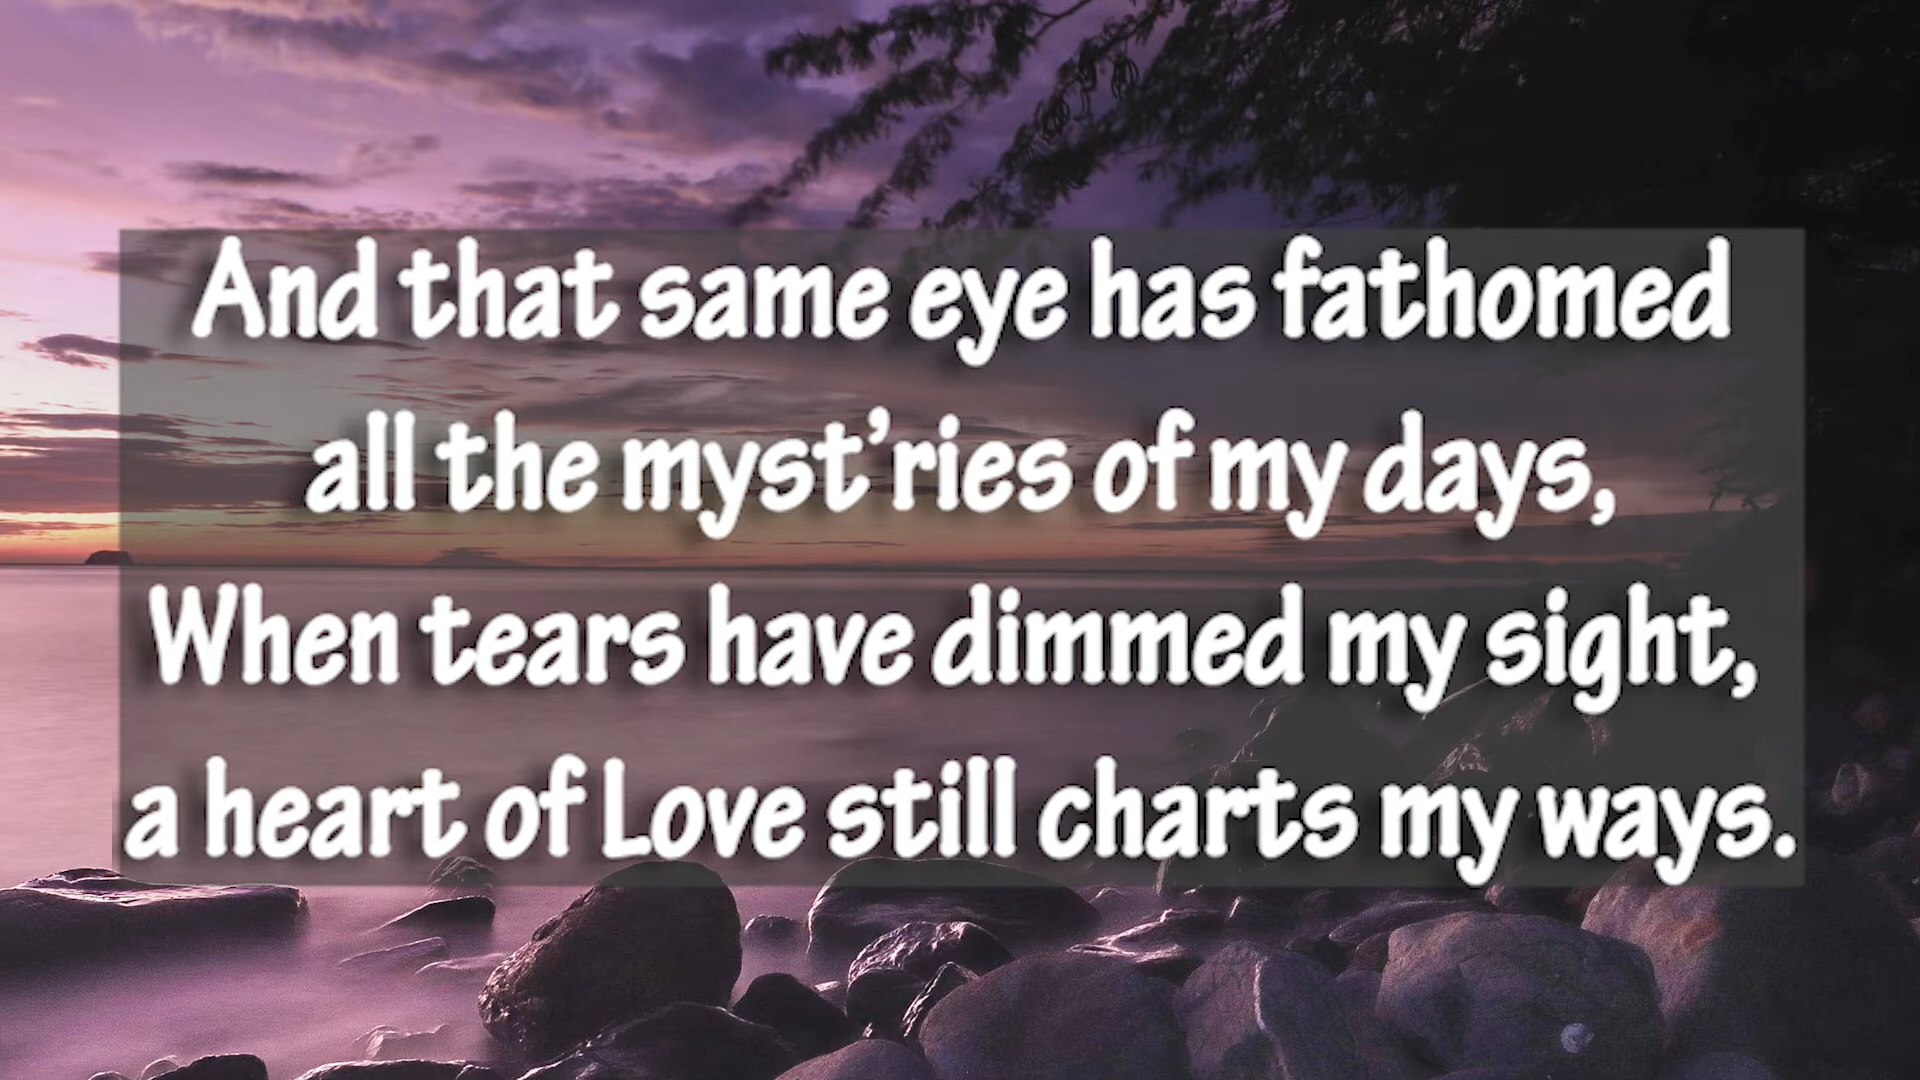 And that same eye has fathomed
all the myst’ries of my days,
When tears have dimmed my sight,
a heart of Love still charts my ways.